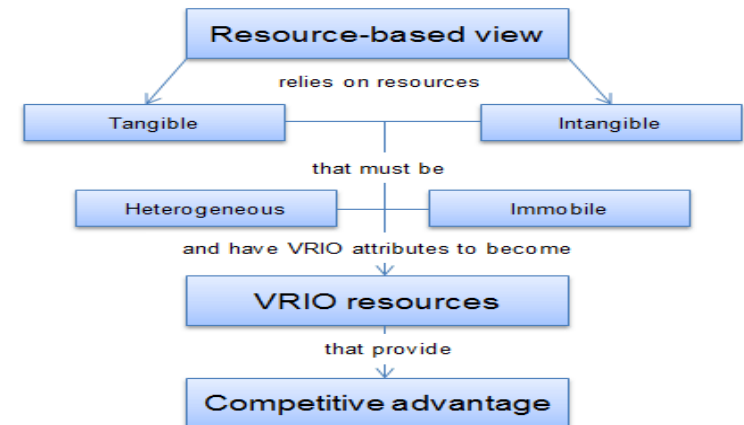 Resource-based view
relies on resources
Tangible
Intangible
that must be
Heterogeneous
Immobile
and have VRIO attributes to become
VRIO resources
that provide
Competitive advantage